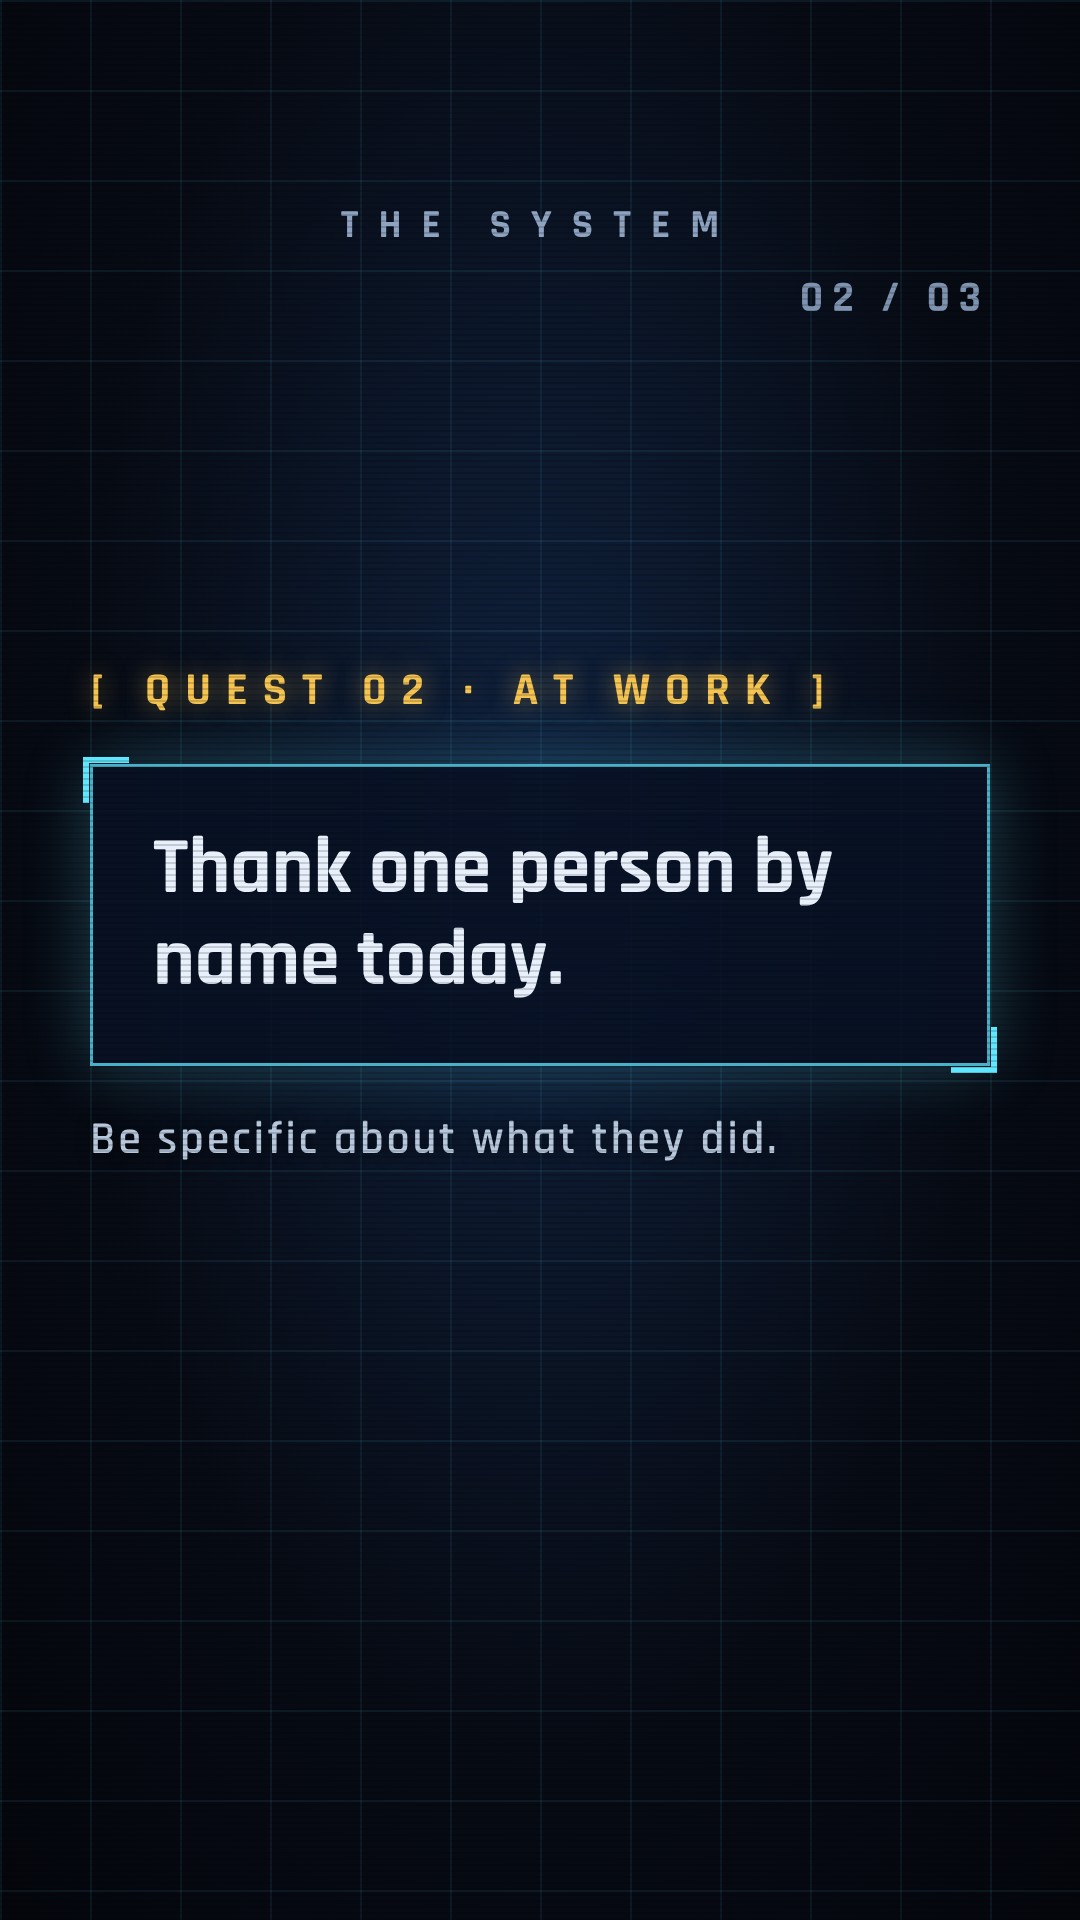 THE SYSTEM
02 / 03
[ QUEST 02 · AT WORK ]
Thank one person by
name today.
Be specific about what they did.